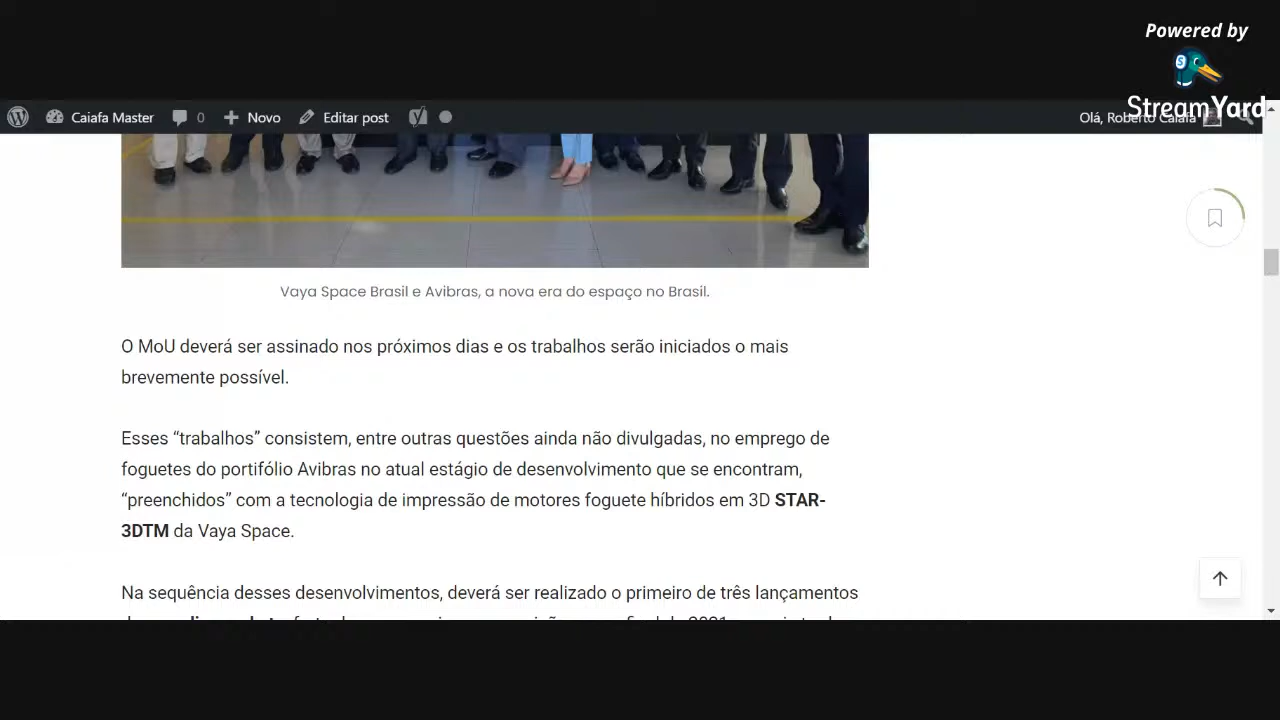 Powered by
StreamYard
Caiafa Master
0
Novo
Editar post
Olá, Roberto Caiafa
Vaya Space Brasil e Avibras, a nova era do espaço no Brasil.
O MoU deverá ser assinado nos próximos dias e os trabalhos serão iniciados o mais
brevemente possível.
Esses “trabalhos” consistem, entre outras questões ainda não divulgadas, no emprego de
foguetes do portifólio Avibras no atual estágio de desenvolvimento que se encontram,
“preenchidos” com a tecnologia de impressão de motores foguete híbridos em 3D STAR-
3DTM da Vaya Space.
Na sequência desses desenvolvimentos, deverá ser realizado o primeiro de três lançamentos